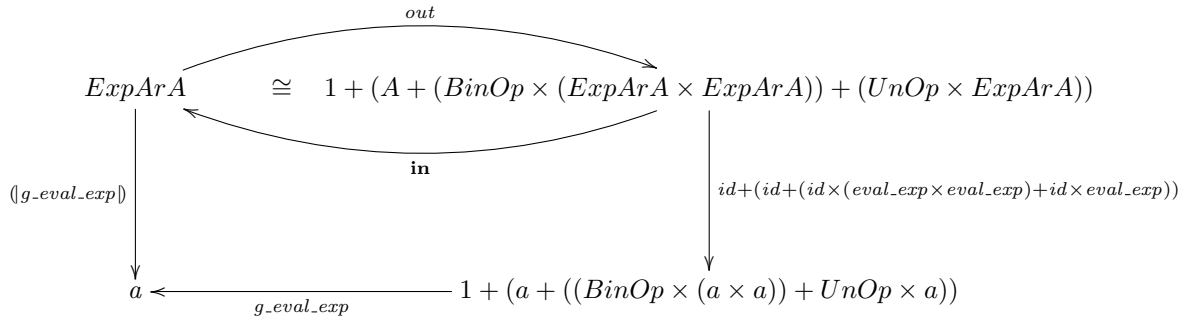 out
ExpArA ≅ 1 + (A + (BinOp × (ExpArA × ExpArA)) + (UnOp × ExpArA))
in
(|g_eval_exp|)
id+(id+(id×(eval_exp×eval_exp)+id×eval_exp))
a 1 + (a + ((BinOp × (a × a)) + UnOp × a))
g_eval_exp